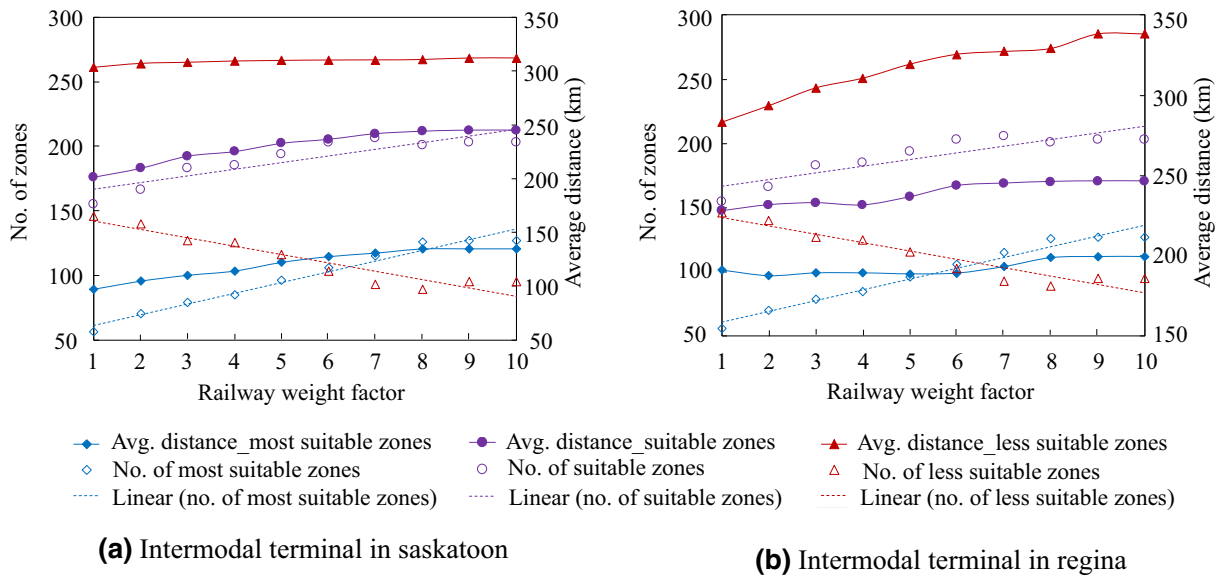 300
250
200
150
100
50
No. of zones
350
300
250
200
150
100
50
Average distance (km)
1 2 3 4 5 6 7 8 9 10
Railway weight factor
300
250
200
150
100
50
No. of zones
350
300
250
200
150
Average distance (km)
1 2 3 4 5 6 7 8 9 10
Railway weight factor
Avg. distance_most suitable zones Avg. distance_suitable zones Avg. distance_less suitable zones
No. of most suitable zones No. of suitable zones No. of less suitable zones
Linear (no. of most suitable zones) Linear (no. of suitable zones) Linear (no. of less suitable zones)
(a) Intermodal terminal in saskatoon
(b) Intermodal terminal in regina